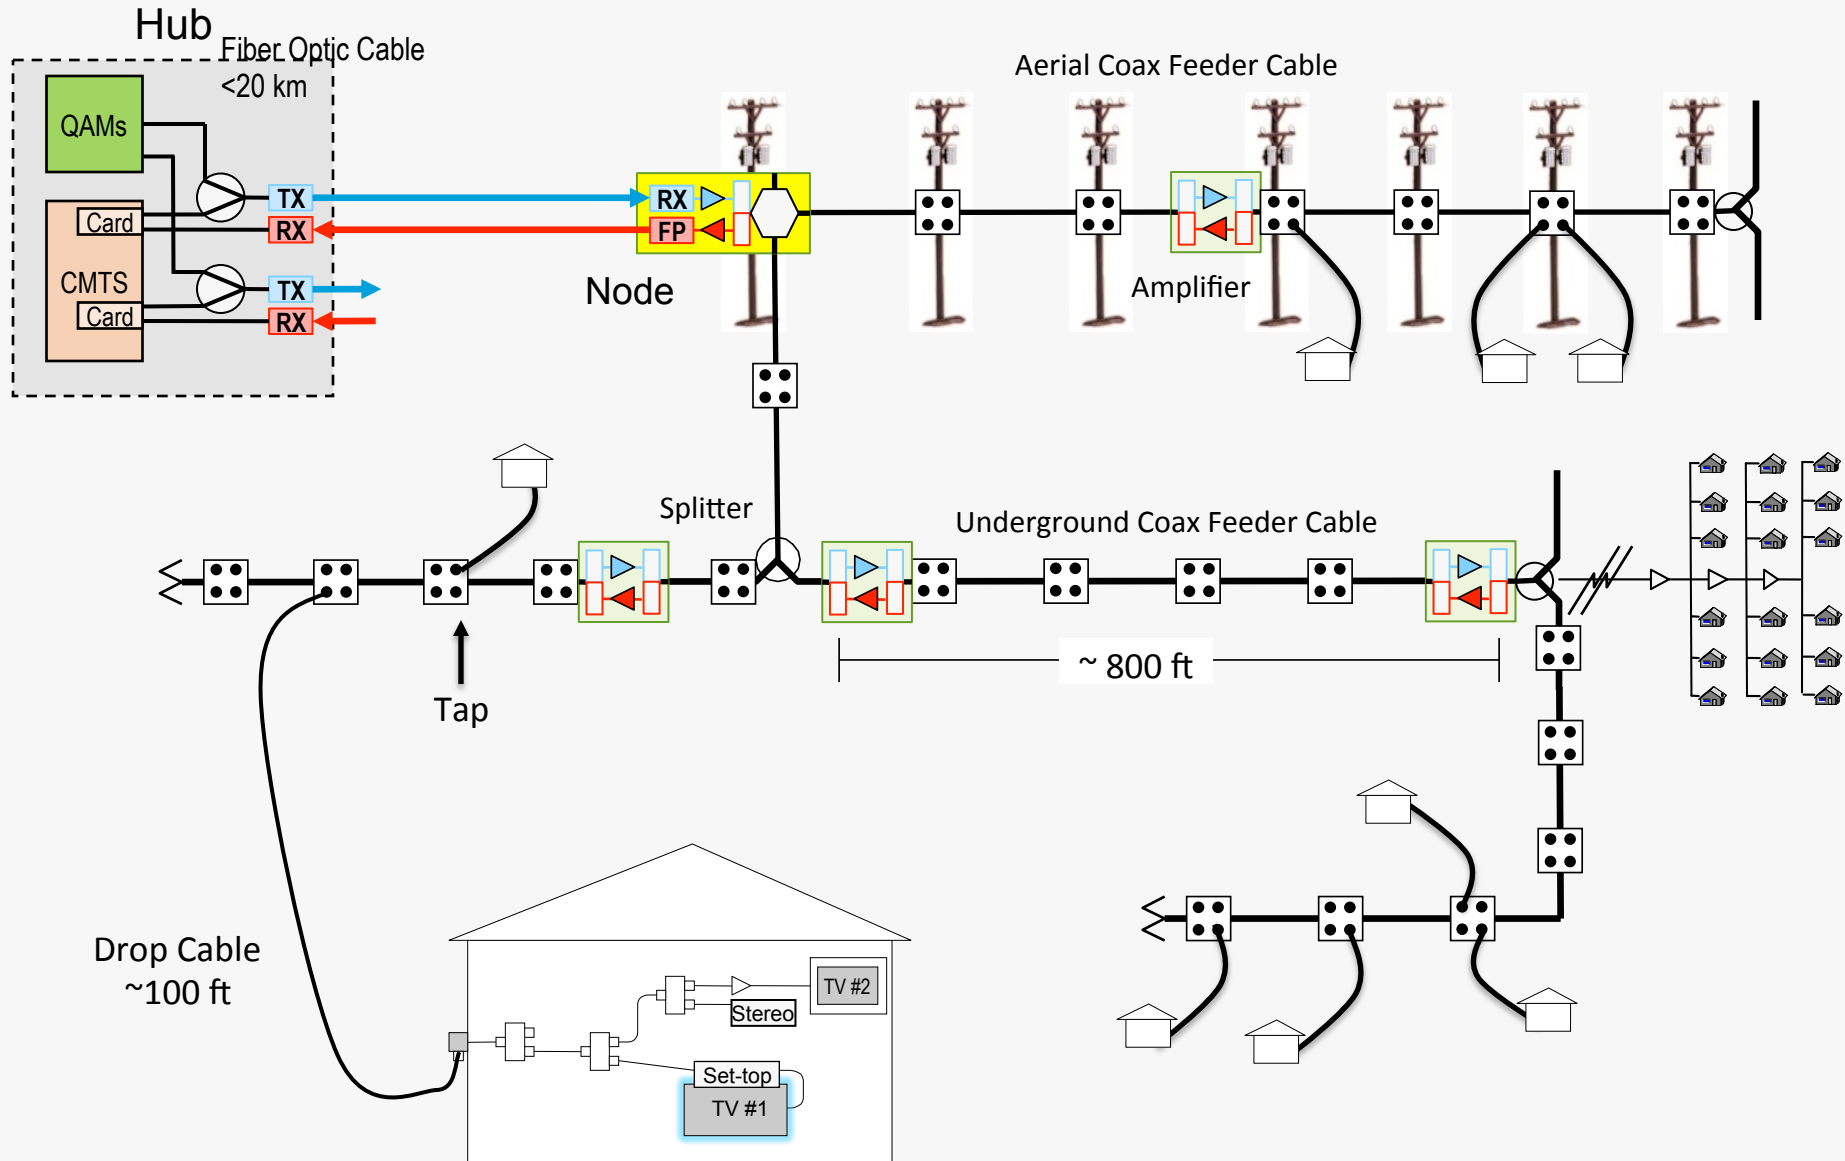 Hub
Fiber Optic Cable
<20 km
Aerial Coax Feeder Cable
QAMs
TX
RX
Card
RX
FP
CMTS
TX
Card
RX
Node
Amplifier
Splitter
Underground Coax Feeder Cable
~ 800 ft
Tap
Drop Cable
~100 ft
TV #2
Stereo
Set-top
TV #1